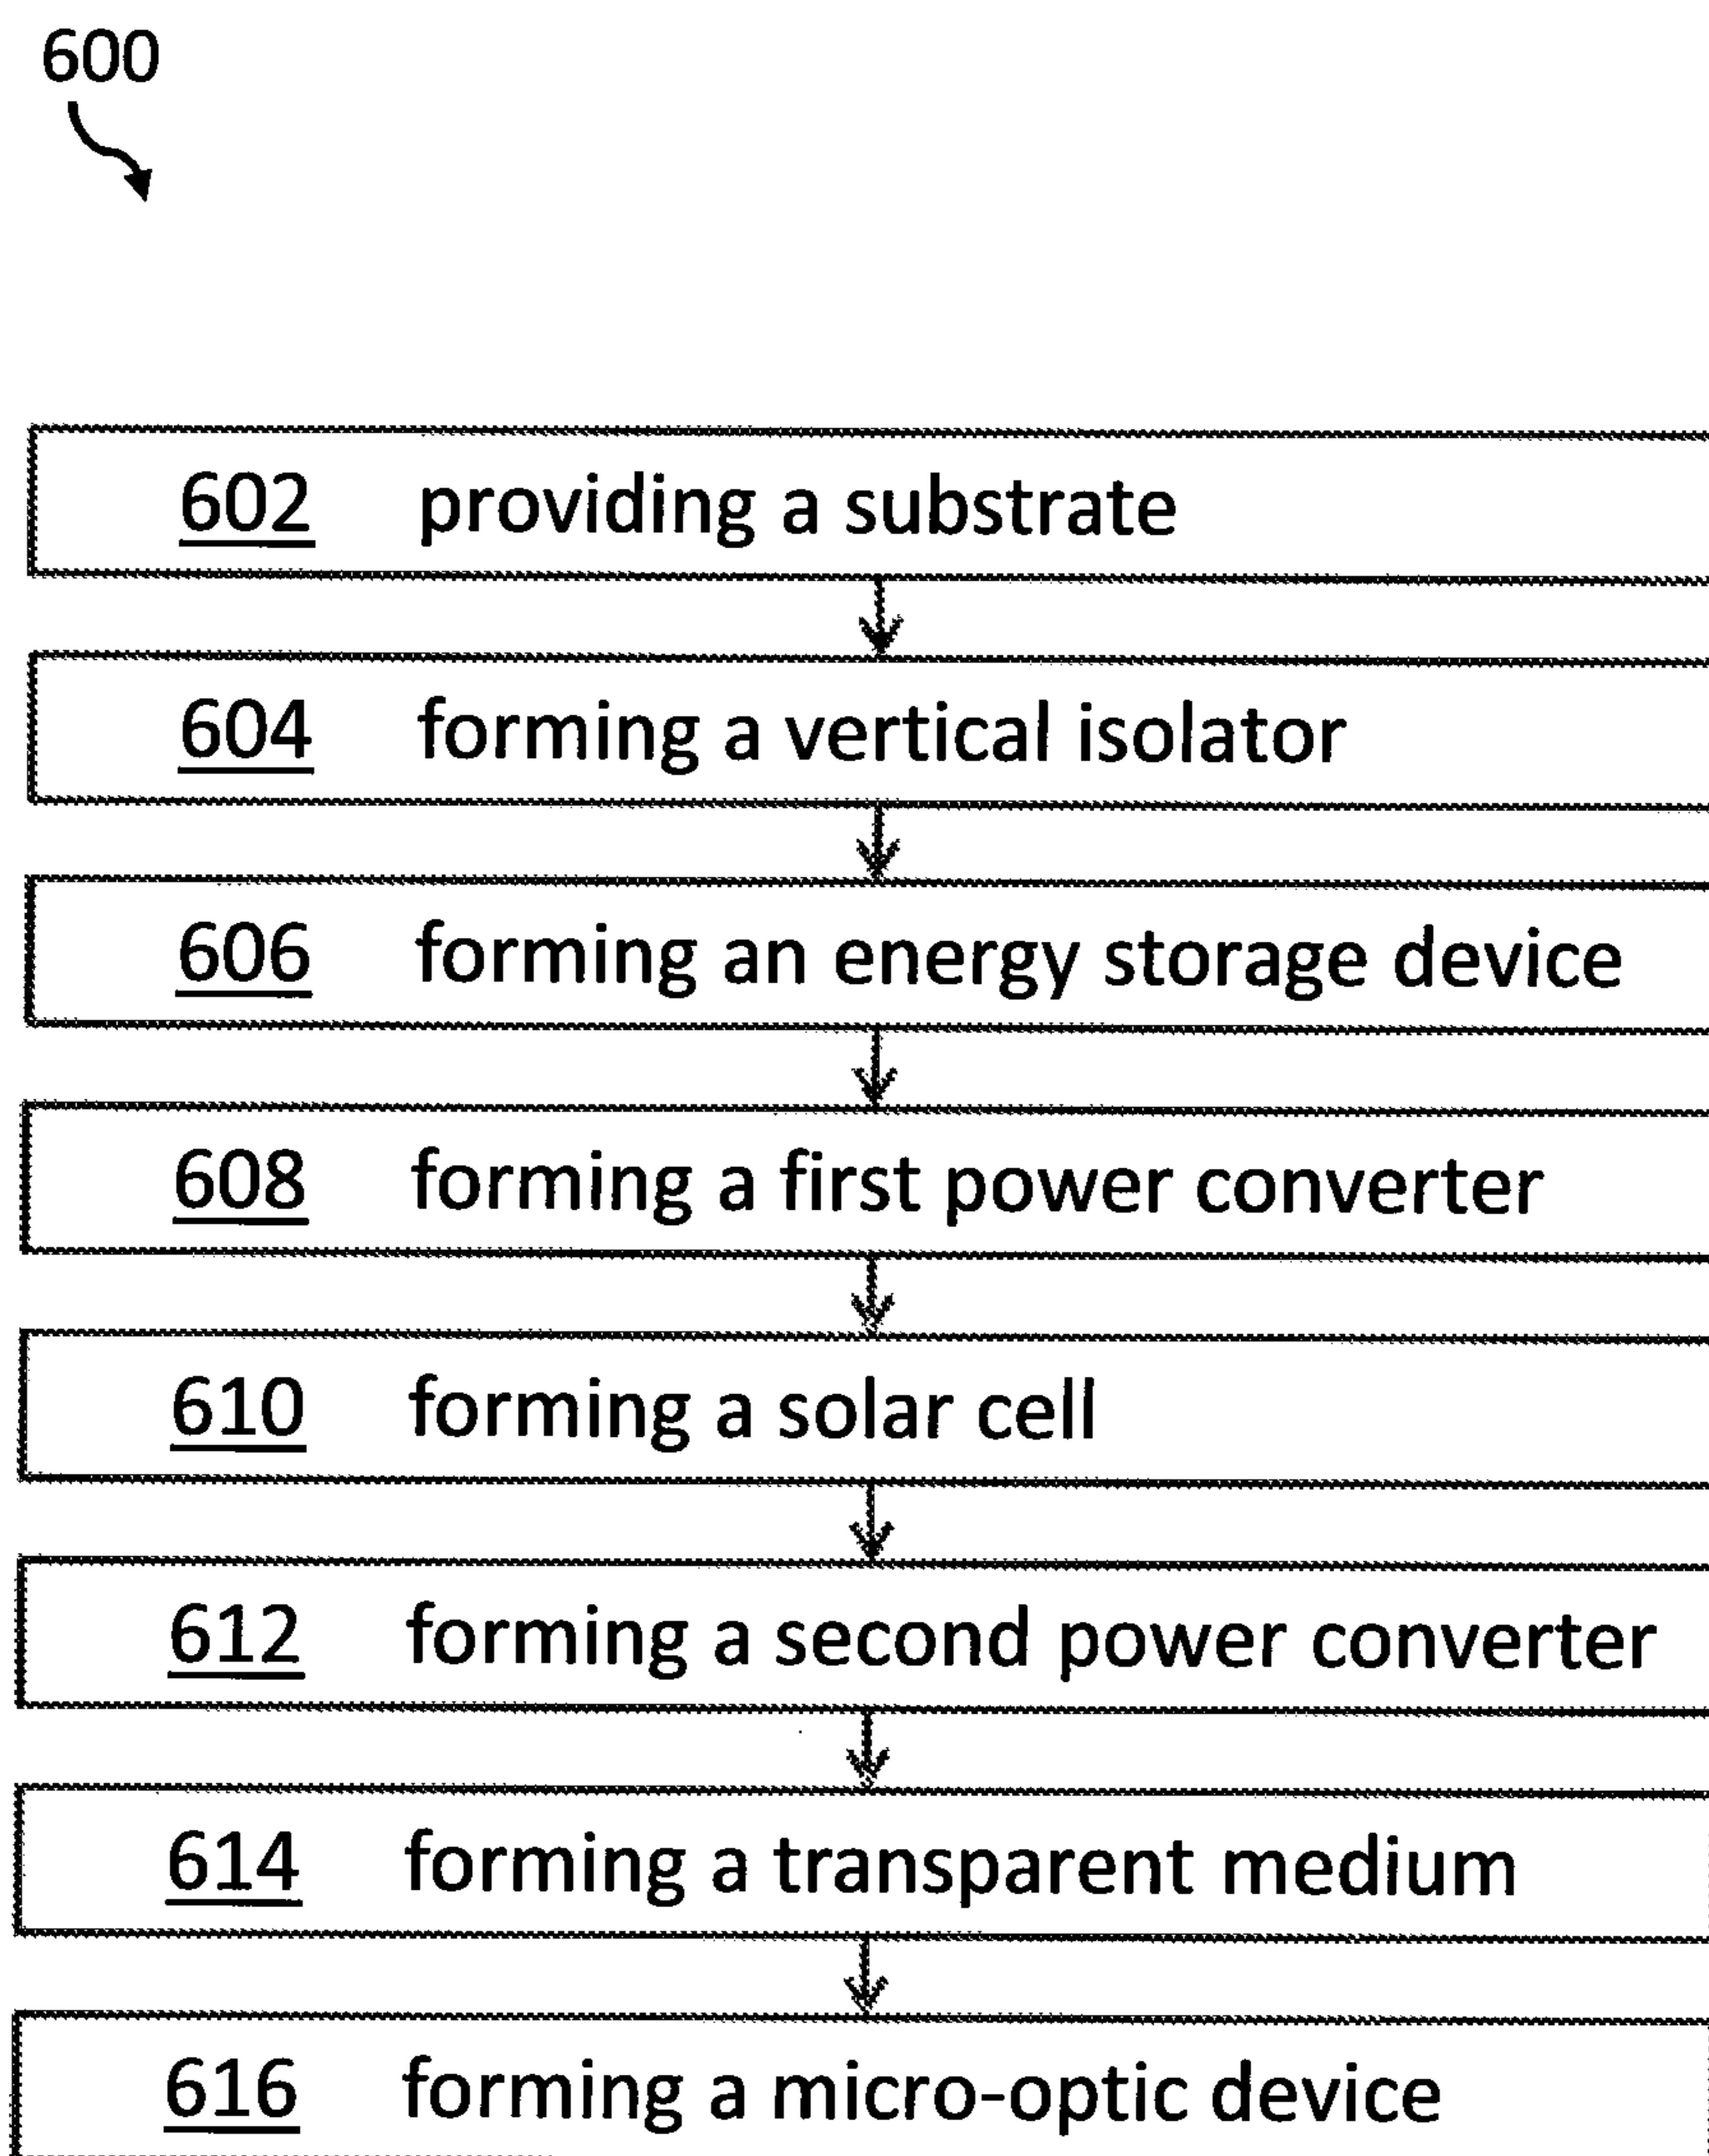 600
602 providing a substrate
604 forming a vertical isolator
606 forming an energy storage device
608 forming a first power converter
610 forming a solar cell
612 forming a second power converter
614 forming a transparent medium
616 forming a micro-optic device